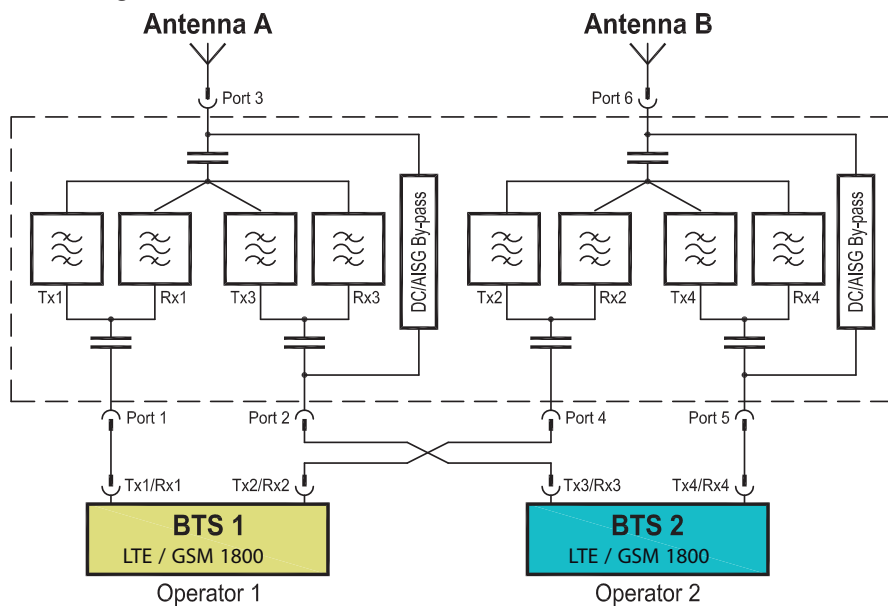 Antenna A
Antenna B
Port 3
Port 6
DC/AISG By-pass
DC/AISG By-pass
Tx1
Rx1
Tx3
Rx3
Tx2
Rx2
Tx4
Rx4
Port 1
Port 2
Port 4
Port 5
Tx1/Rx1
Tx2/Rx2
Tx3/Rx3
Tx4/Rx4
BTS 1
LTE / GSM 1800
BTS 2
LTE / GSM 1800
Operator 1
Operator 2